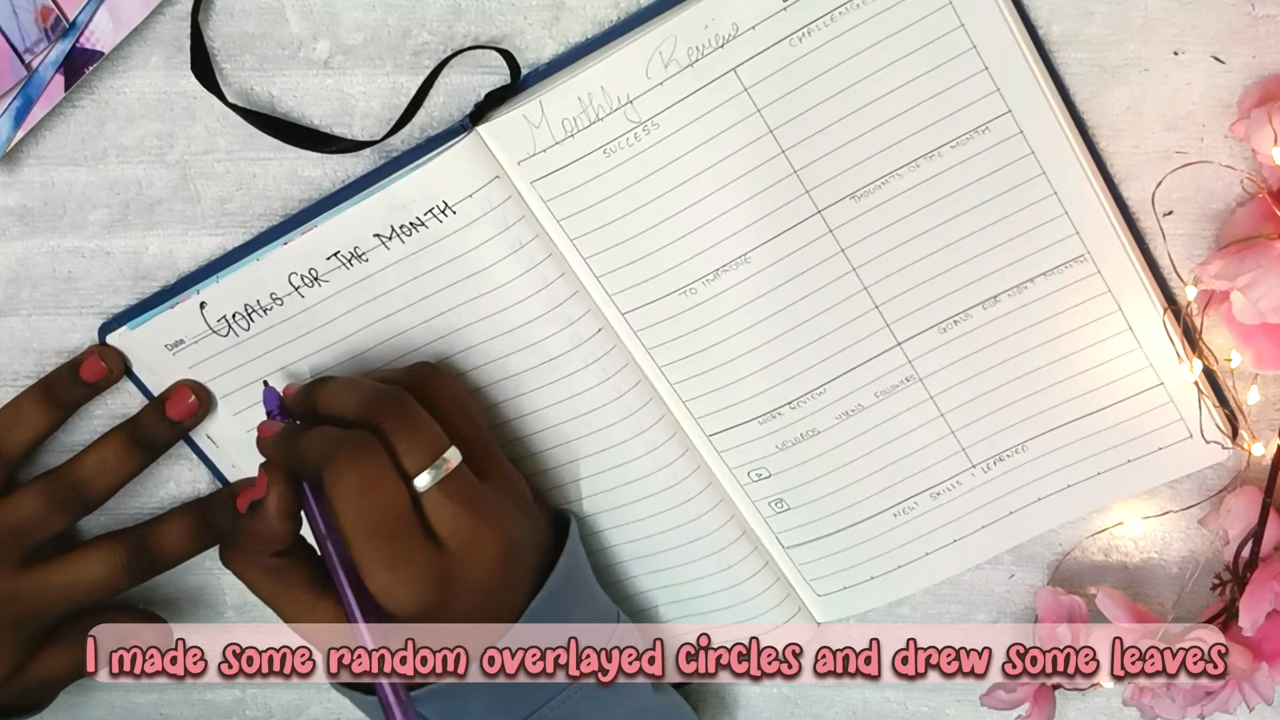 GOALS FOR THE MONTH
Date:
Monthly Review
SUCCESS
CHALLENGES
TO IMPROVE
THOUGHTS OF THE MONTH
WORK REVIEW
UPLOADS VIEWS FOLLOWERS
GOALS FOR NEXT MONTH
NEW SKILLS I LEARNED
I made some random overlayed circles and drew some leaves